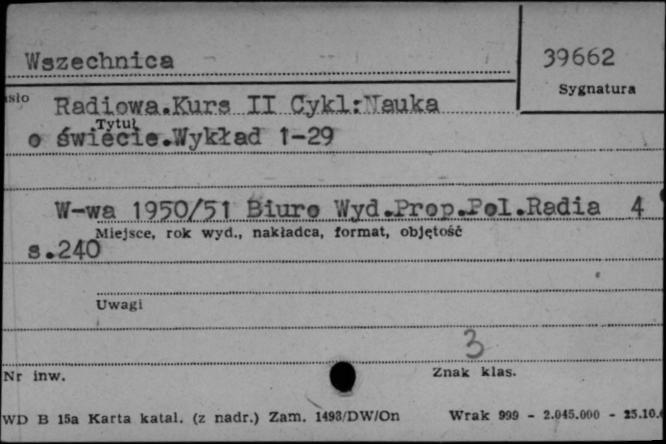 Wszechnica
39662
Sygnatura
Radiowa.Kurs II Cykl:Nauka
Tytuł
o świecie.Wykład 1-29
W-wa 1950/51 Biuro Wyd.Prop.Pol.Radia 4
Miejsce, rok wyd., nakładca, format, objętość
s.240
Uwagi
3
Nr inw.
Znak klas.
WD B 15a Karta katal. (z nadr.) Zam. 1493/DW/On Wrak 999 - 2.045.000 - 25.10.